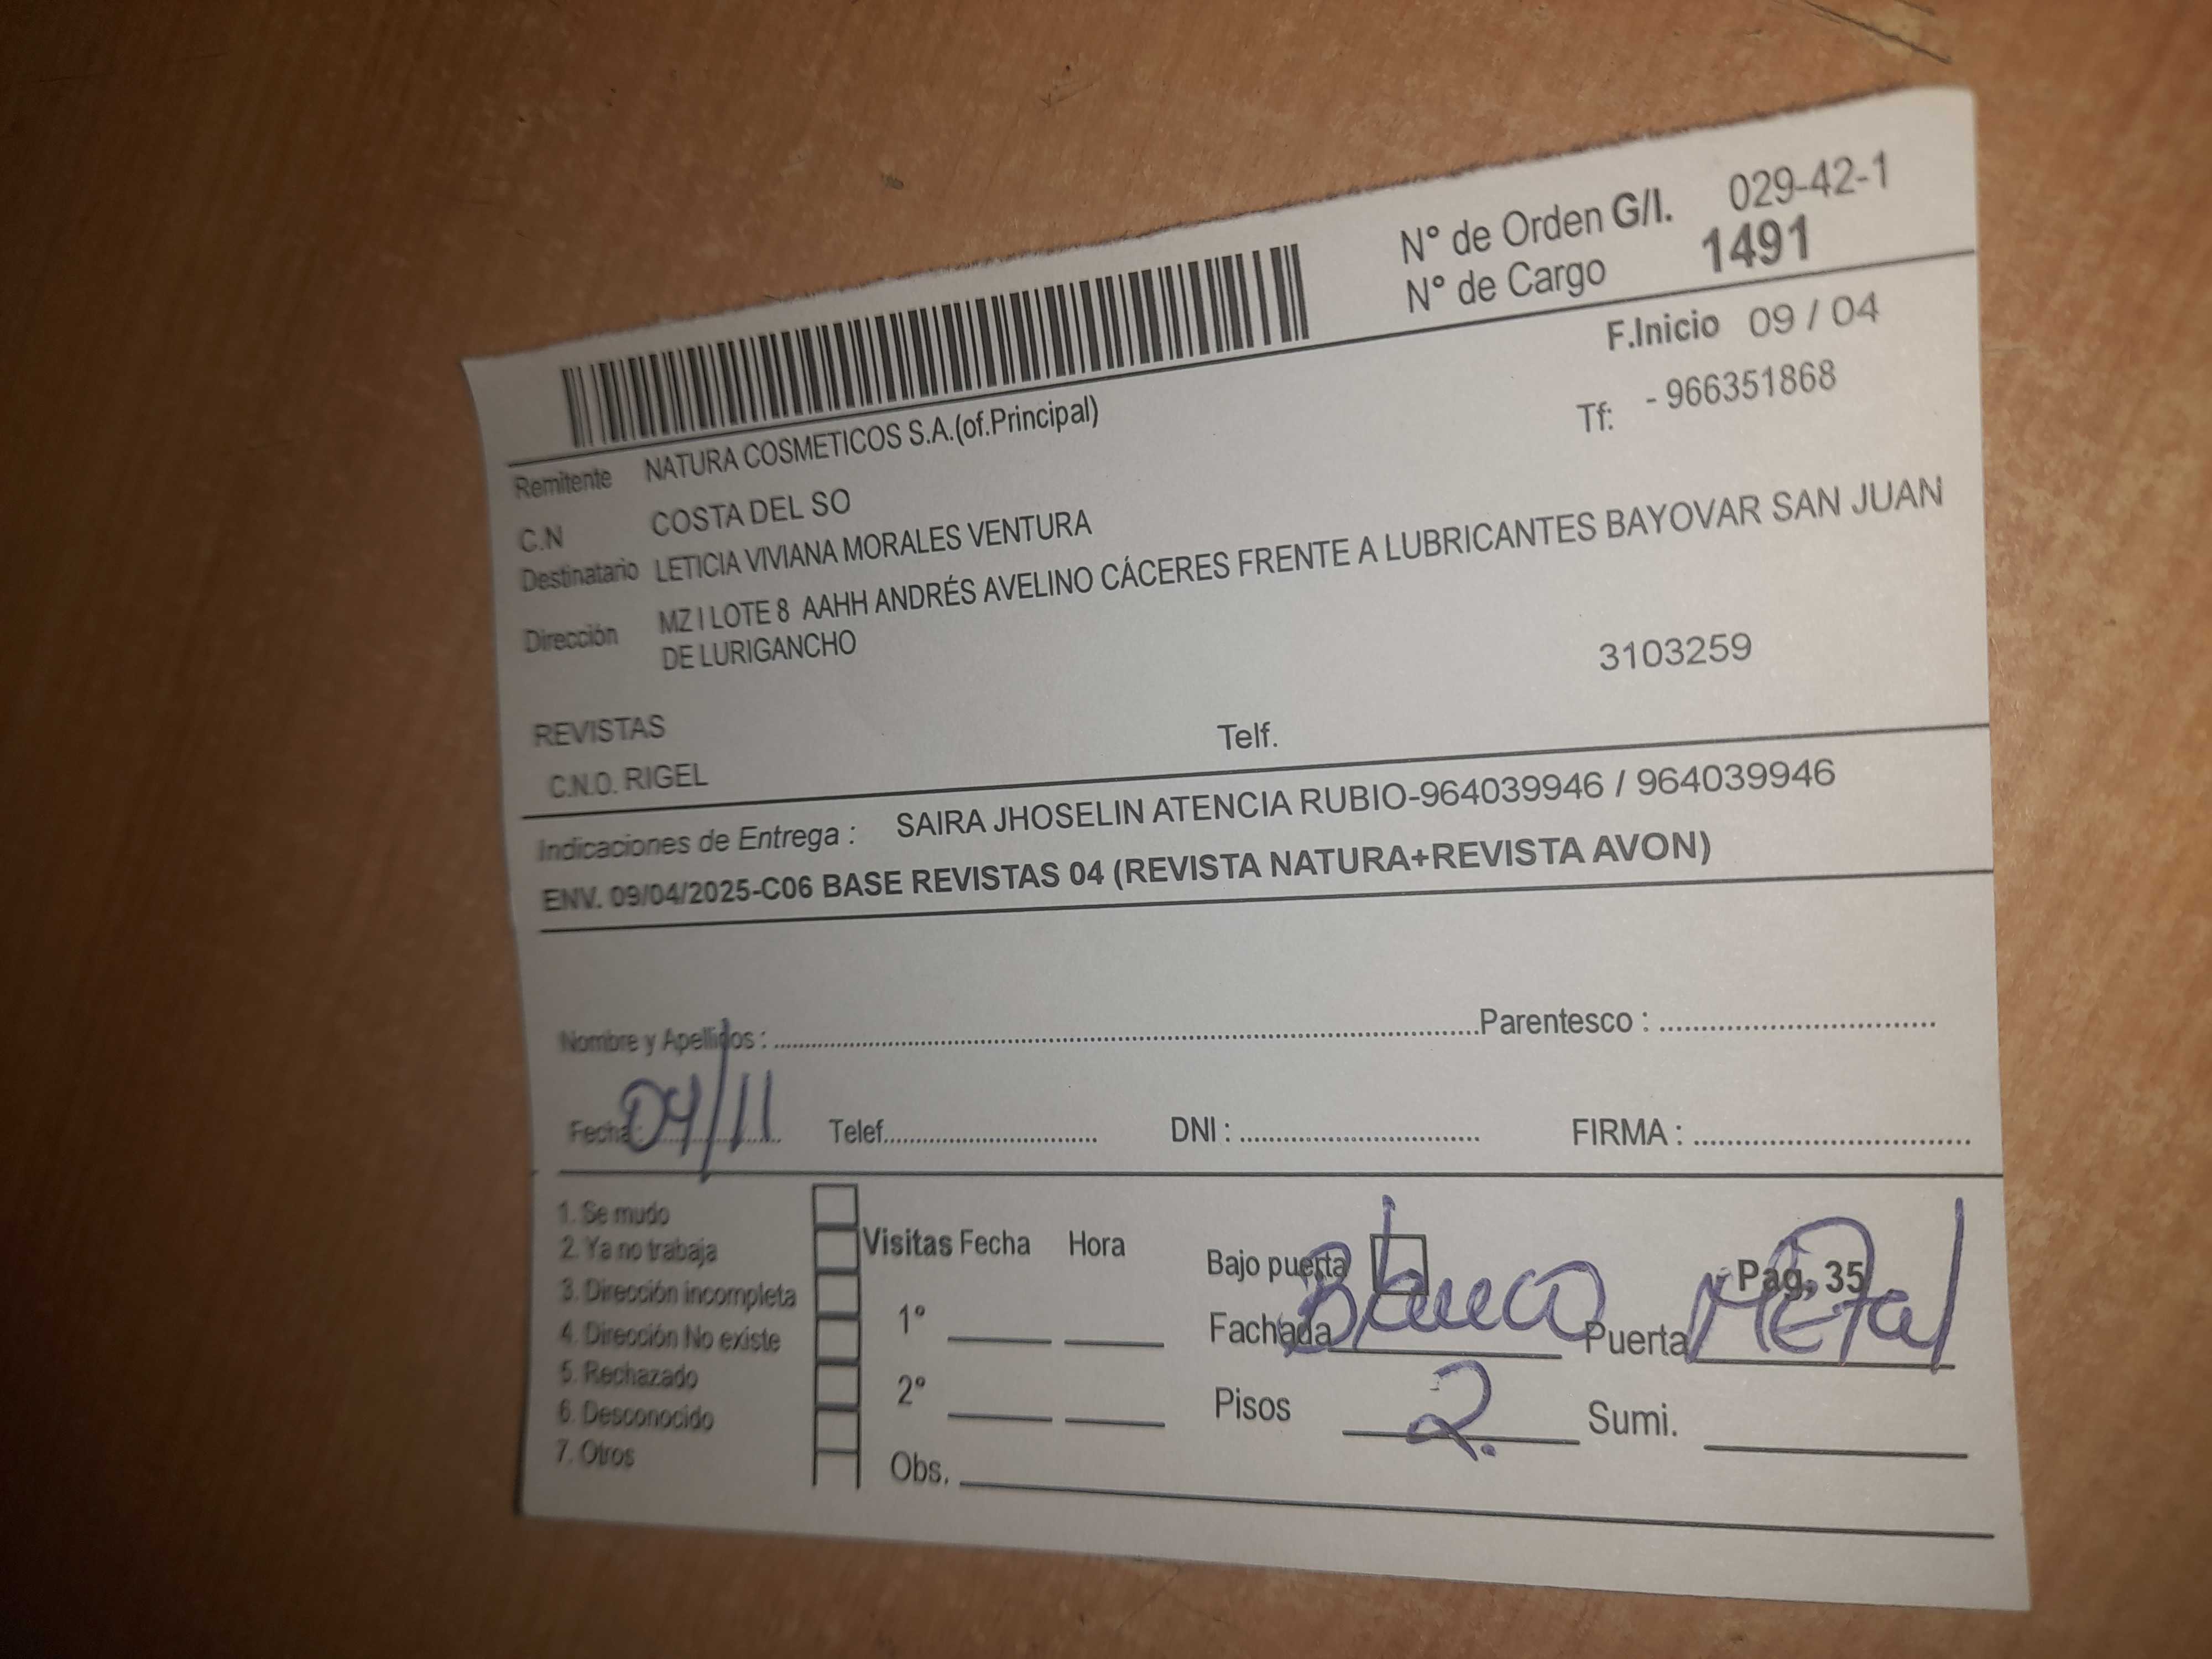 N° de Orden G/I. 029-42-1
N° de Cargo 1491
F.Inicio 09 / 04
Remitente NATURA COSMETICOS S.A.(of.Principal)
Tf: - 966351868
C.N COSTA DEL SO
Destinatario LETICIA VIVIANA MORALES VENTURA
Dirección MZ I LOTE 8 AAHH ANDRÉS AVELINO CÁCERES FRENTE A LUBRICANTES BAYOVAR SAN JUAN
DE LURIGANCHO
3103259
REVISTAS
Telf.
C.N.O. RIGEL
Indicaciones de Entrega : SAIRA JHOSELIN ATENCIA RUBIO-964039946 / 964039946
ENV. 09/04/2025-C06 BASE REVISTAS 04 (REVISTA NATURA+REVISTA AVON)
Nombre y Apellidos : Parentesco :
Fecha 04/11 Telef. DNI : FIRMA :
1. Se mudo
2. Ya no trabaja
3. Dirección incompleta
4. Dirección No existe
5. Rechazado
6. Desconocido
7. Otros
Visitas Fecha Hora
1°
2°
Obs.
Bajo puerta Pag, 35
Fachada Blanco Puerta Metal
Pisos 2. Sumi.